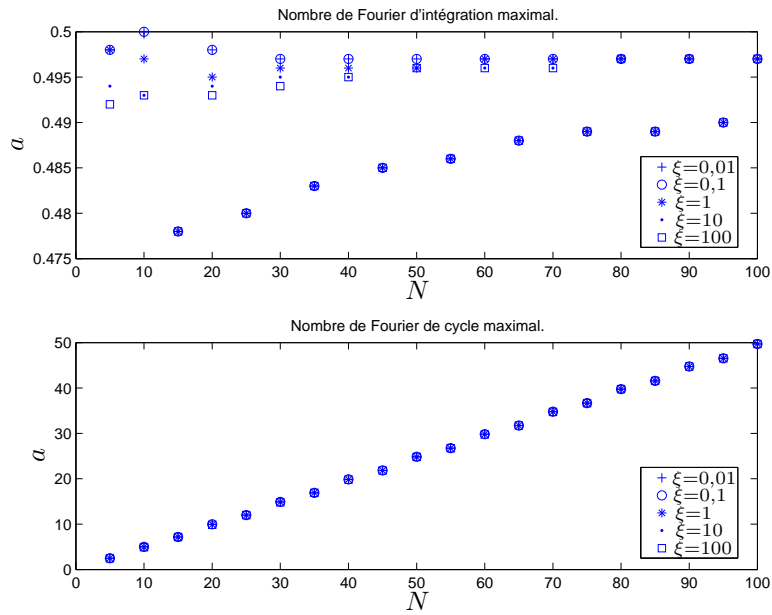 Nombre de Fourier d'intégration maximal.
0.5
0.495
0.49
0.485
0.48
0.475
a
0 10 20 30 40 50 60 70 80 90 100
N
ξ=0,01
ξ=0,1
ξ=1
ξ=10
ξ=100
Nombre de Fourier de cycle maximal.
50
40
30
20
10
0
a
0 10 20 30 40 50 60 70 80 90 100
N
ξ=0,01
ξ=0,1
ξ=1
ξ=10
ξ=100